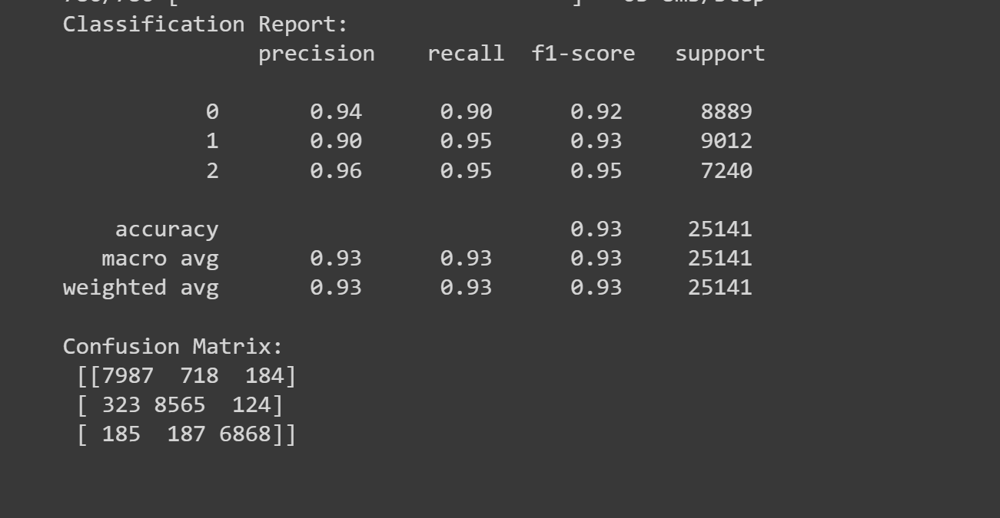 Classification Report:
precision recall f1-score support
0 0.94 0.90 0.92 8889
1 0.90 0.95 0.93 9012
2 0.96 0.95 0.95 7240
accuracy 0.93 25141
macro avg 0.93 0.93 0.93 25141
weighted avg 0.93 0.93 0.93 25141
Confusion Matrix:
[[7987 718 184]
[ 323 8565 124]
[ 185 187 6868]]